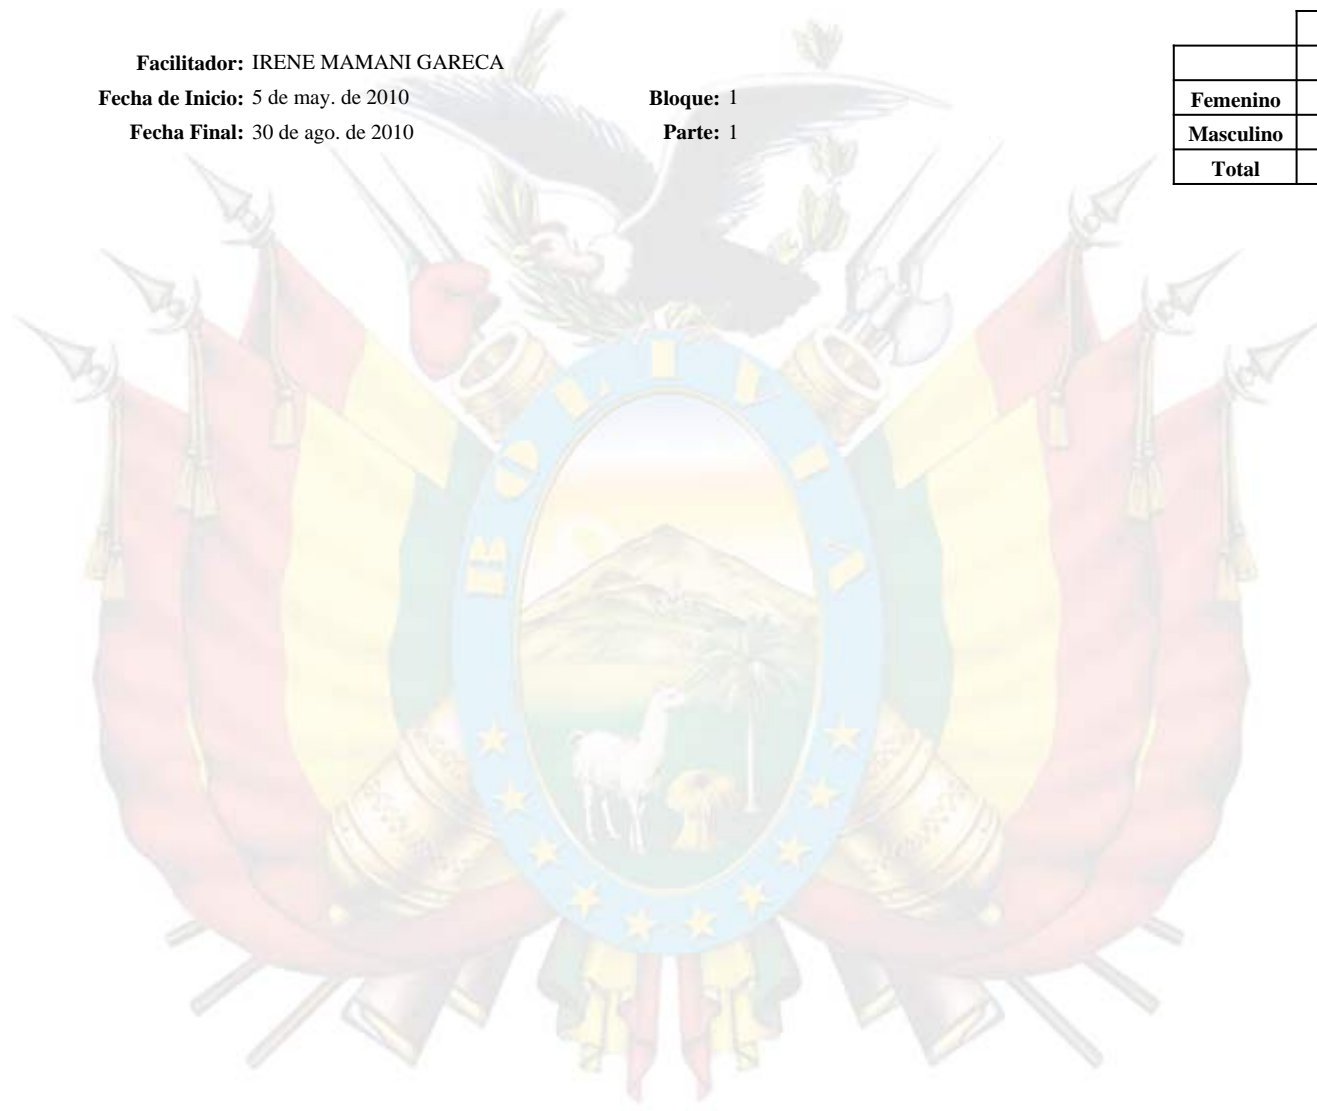 Facilitador: IRENE MAMANI GARECA
Fecha de Inicio: 5 de may. de 2010 Bloque: 1
Fecha Final: 30 de ago. de 2010 Parte: 1
Femenino
Masculino
Total
BOLIVIA